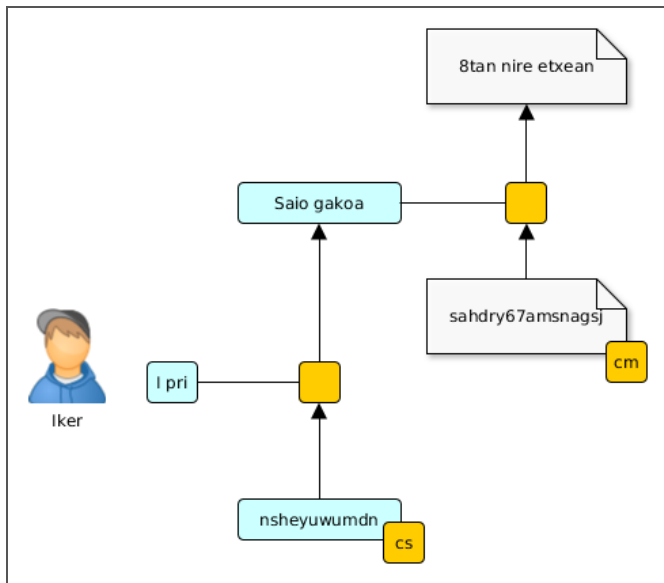 8tan nire etxean
Saio gakoa
sahdry67amsnagsj
cm
I pri
Iker
nsheyuwumdn
cs